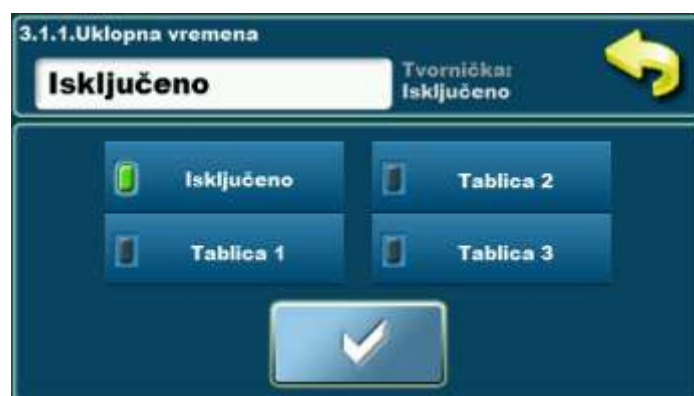 3.1.1.Uklopna vremena
Isključeno
Tvornička:
Isključeno
Isključeno
Tablica 2
Tablica 1
Tablica 3